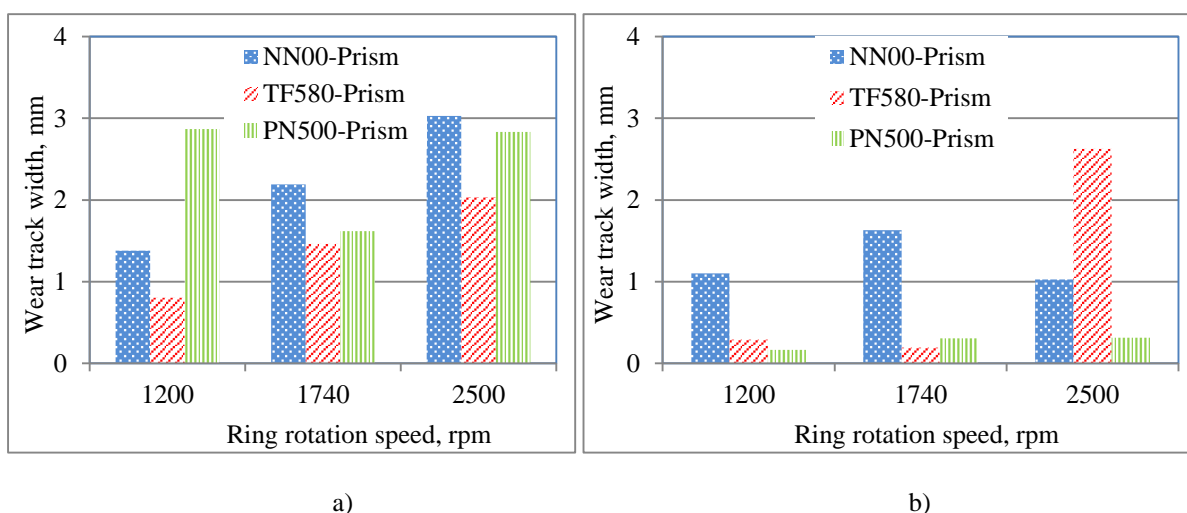 Wear track width, mm
4
3
2
1
0
NN00-Prism
TF580-Prism
PN500-Prism
1200 1740 2500
Ring rotation speed, rpm
a)
Wear track width, mm
4
3
2
1
0
NN00-Prism
TF580-Prism
PN500-Prism
1200 1740 2500
Ring rotation speed, rpm
b)